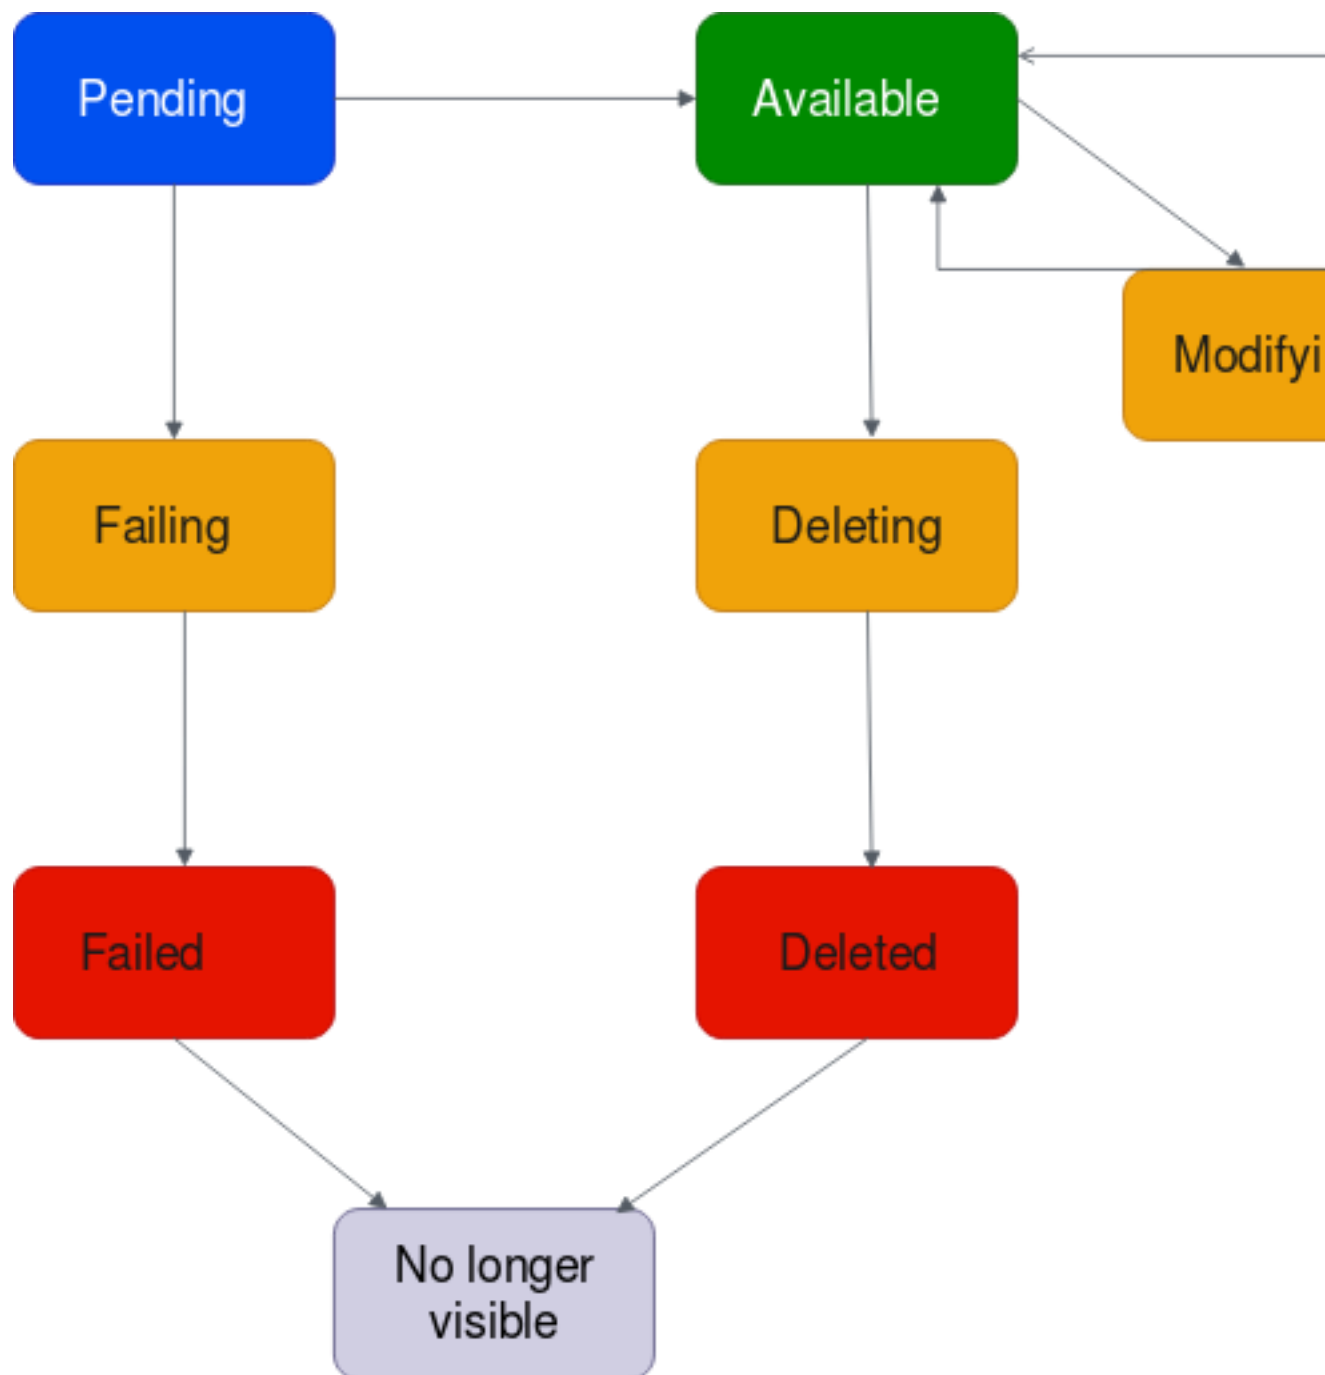 Pending
Available
Modifyi
Failing
Deleting
Failed
Deleted
No longer
visible